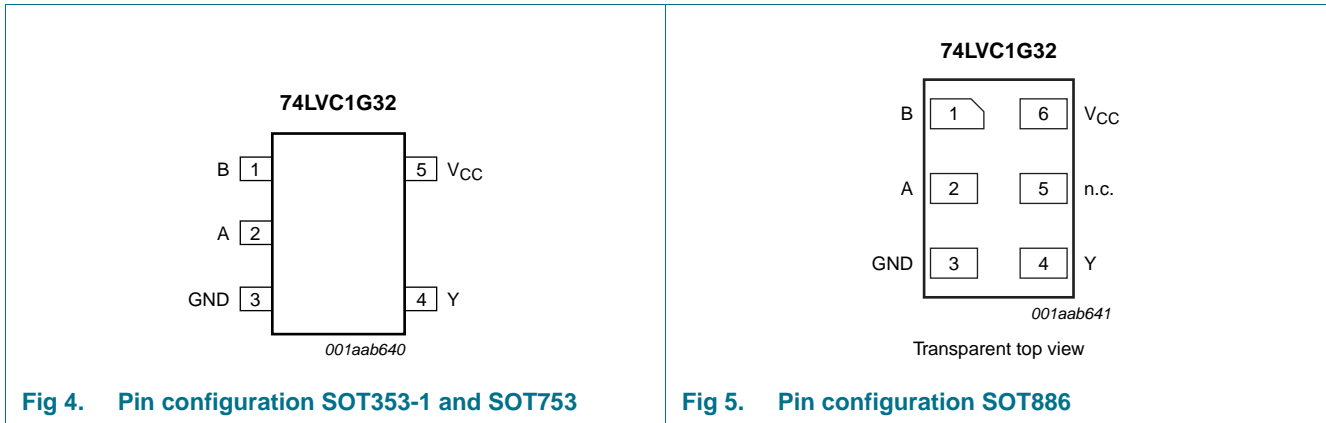 74LVC1G32
B 1 5 VCC
A 2
GND 3 4 Y
001aab640
Fig 4. Pin configuration SOT353-1 and SOT753
74LVC1G32
B 1 6 VCC
A 2 5 n.c.
GND 3 4 Y
001aab641
Transparent top view
Fig 5. Pin configuration SOT886